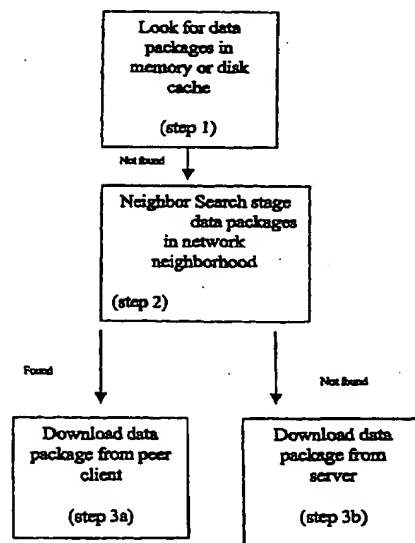 Look for data
packages in
memory or disk
cache
(step 1)
Not found
Neighbor Search stage
data packages
in network
neighborhood
(step 2)
Found
Not found
Download data
package from peer
client
(step 3a)
Download data
package from
server
(step 3b)